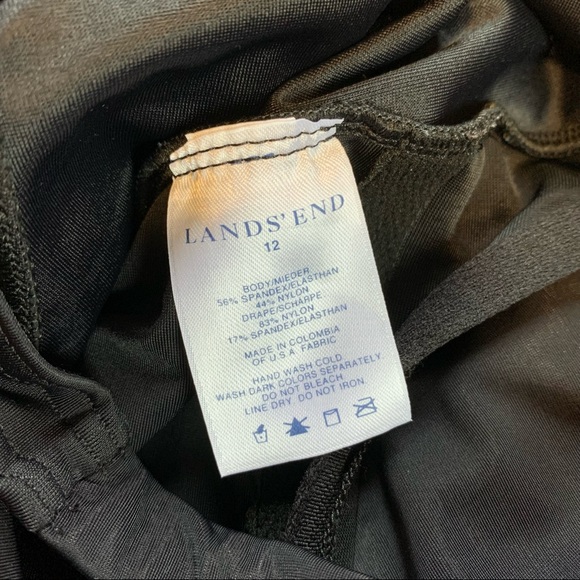 LANDS' END
12
BODY/MIEDER
56% SPANDEX/ELASTHAN
44% NYLON
DRAPE/SCHARPE
83% NYLON
17% SPANDEX/ELASTHAN
MADE IN COLOMBIA
OF U.S.A FABRIC
HAND WASH COLD
WASH DARK COLORS SEPARATELY.
DO NOT BLEACH.
LINE DRY DO NOT IRON